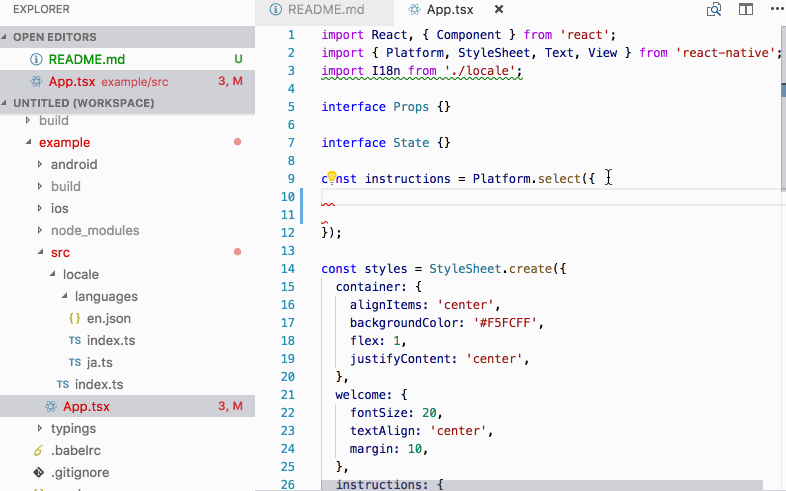 EXPLORER
OPEN EDITORS
README.md U
App.tsx example/src 3, M
UNTITLED (WORKSPACE)
build
example
android
build
ios
node_modules
src
locale
languages
{ } en.json
TS index.ts
TS ja.ts
TS index.ts
App.tsx 3, M
typings
.babelrc
.gitignore
README.md
App.tsx
1 import React, { Component } from 'react';
2 import { Platform, StyleSheet, Text, View } from 'react-native';
3 import I18n from './locale';
4
5 interface Props {}
6
7 interface State {}
8
9 const instructions = Platform.select({
10
11
12 });
13
14 const styles = StyleSheet.create({
15 container: {
16 alignItems: 'center',
17 backgroundColor: '#F5FCFF',
18 flex: 1,
19 justifyContent: 'center',
20 },
21 welcome: {
22 fontSize: 20,
23 textAlign: 'center',
24 margin: 10,
25 },
26 instructions: {